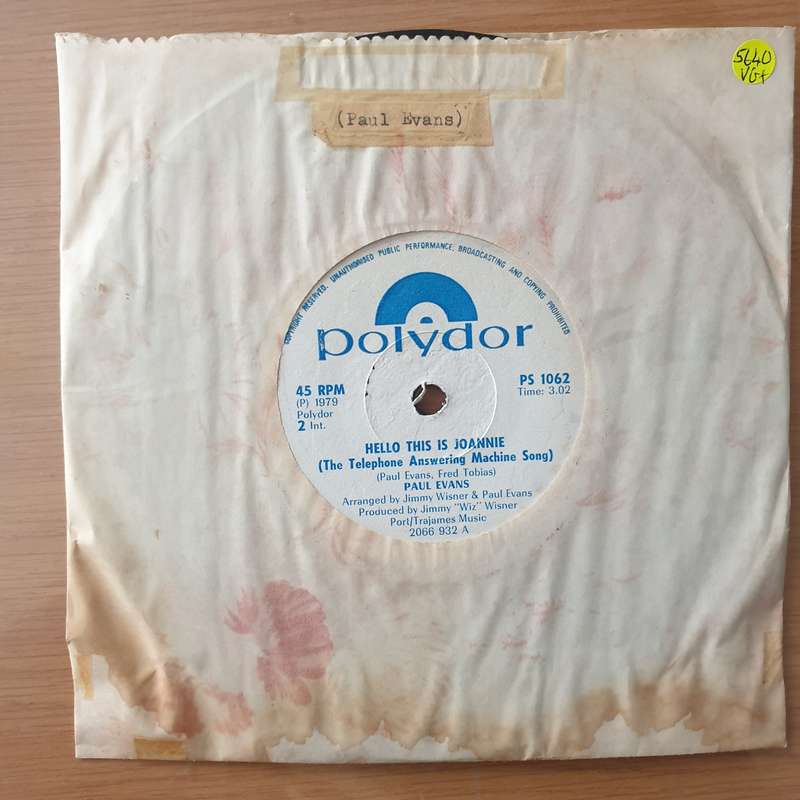 5640
VG+
(Paul Evans)
COPYRIGHT RESERVED. UNAUTHORISED PUBLIC PERFORMANCE, BROADCASTING AND COPYING PROHIBITED
polydor
45 RPM
(P) 1979
Polydor
2 Int.
PS 1062
Time: 3.02
HELLO THIS IS JOANNIE
(The Telephone Answering Machine Song)
(Paul Evans, Fred Tobias)
PAUL EVANS
Arranged by Jimmy Wisner & Paul Evans
Produced by Jimmy "Wiz" Wisner
Port/Trajames Music
2066 932 A